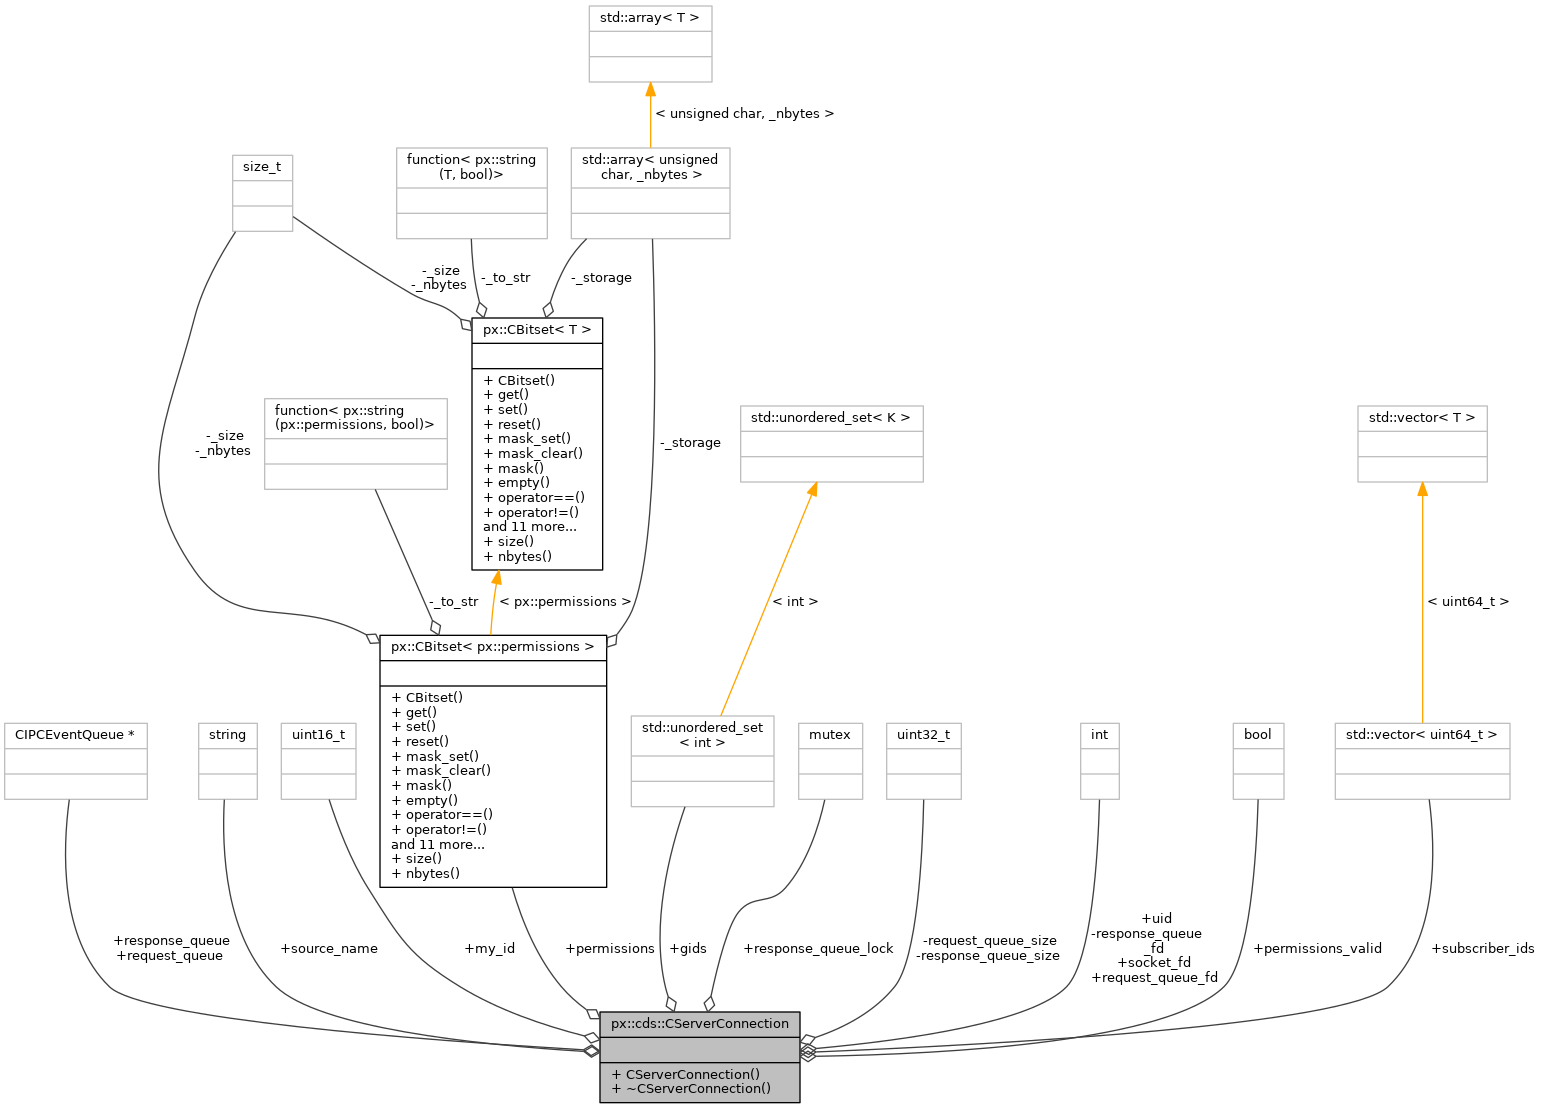 std::array< T >
< unsigned char, _nbytes >
size_t
function< px::string
(T, bool)>
std::array< unsigned
char, _nbytes >
-_size
-_nbytes
-_to_str
-_storage
px::CBitset< T >
+ CBitset()
+ get()
+ set()
+ reset()
+ mask_set()
+ mask_clear()
+ mask()
+ empty()
+ operator==()
+ operator!=()
and 11 more...
+ size()
+ nbytes()
function< px::string
(px::permissions, bool)>
-_size
-_nbytes
-_storage
std::unordered_set< K >
std::vector< T >
-_to_str
< px::permissions >
< int >
< uint64_t >
px::CBitset< px::permissions >
+ CBitset()
+ get()
+ set()
+ reset()
+ mask_set()
+ mask_clear()
+ mask()
+ empty()
+ operator==()
+ operator!=()
and 11 more...
+ size()
+ nbytes()
CIPCEventQueue *
string
uint16_t
std::unordered_set
< int >
mutex
uint32_t
int
bool
std::vector< uint64_t >
+response_queue
+request_queue
+source_name
+my_id
+permissions
+gids
+response_queue_lock
-request_queue_size
-response_queue_size
+uid
-response_queue
_fd
+socket_fd
+request_queue_fd
+permissions_valid
+subscriber_ids
px::cds::CServerConnection
+ CServerConnection()
+ ~CServerConnection()